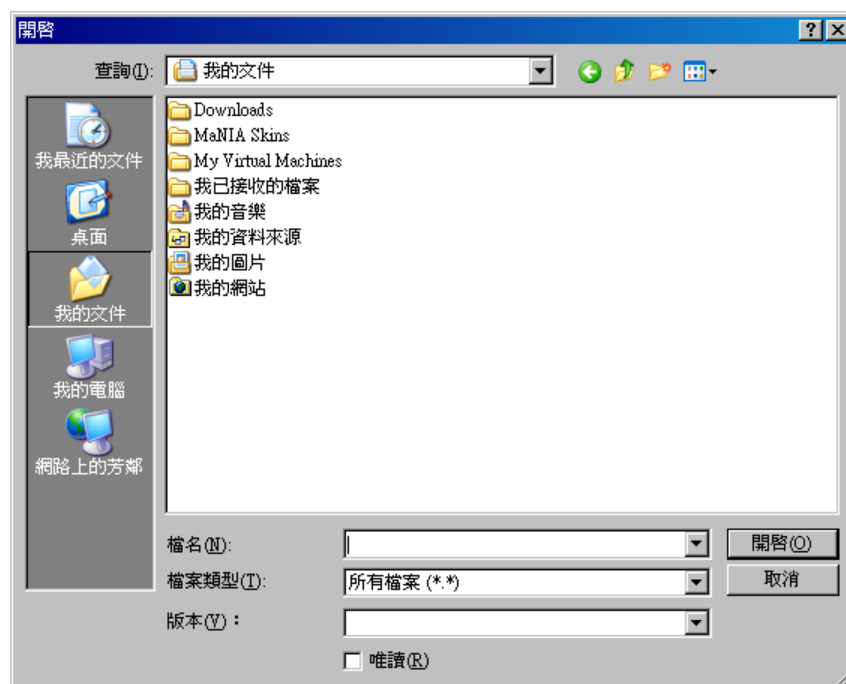 開啟
查詢(I):
我的文件
我最近的文件
桌面
我的文件
我的電腦
網路上的芳鄰
Downloads
MaNIA Skins
My Virtual Machines
我已接收的檔案
我的音樂
我的資料來源
我的圖片
我的網站
檔名(N):
開啟(O)
檔案類型(T):
所有檔案 (*.*)
取消
版本(V):
唯讀(R)